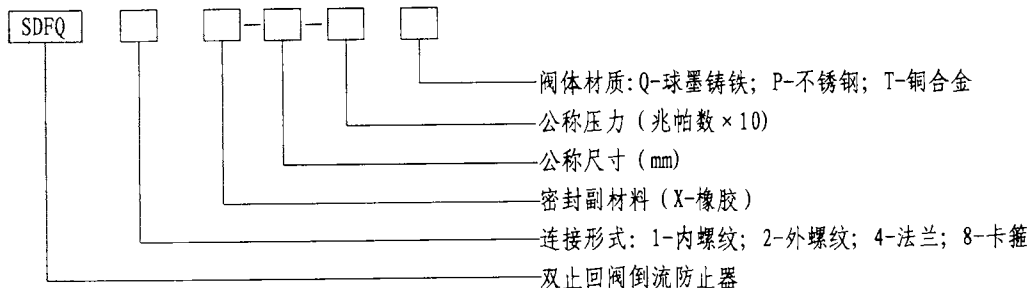 SDFQ
阀体材质：Q-球墨铸铁；P-不锈钢；T-铜合金
公称压力（兆帕数×10）
公称尺寸（mm）
密封副材料（X-橡胶）
连接形式：1-内螺纹；2-外螺纹；4-法兰；8-卡箍
双止回阀倒流防止器